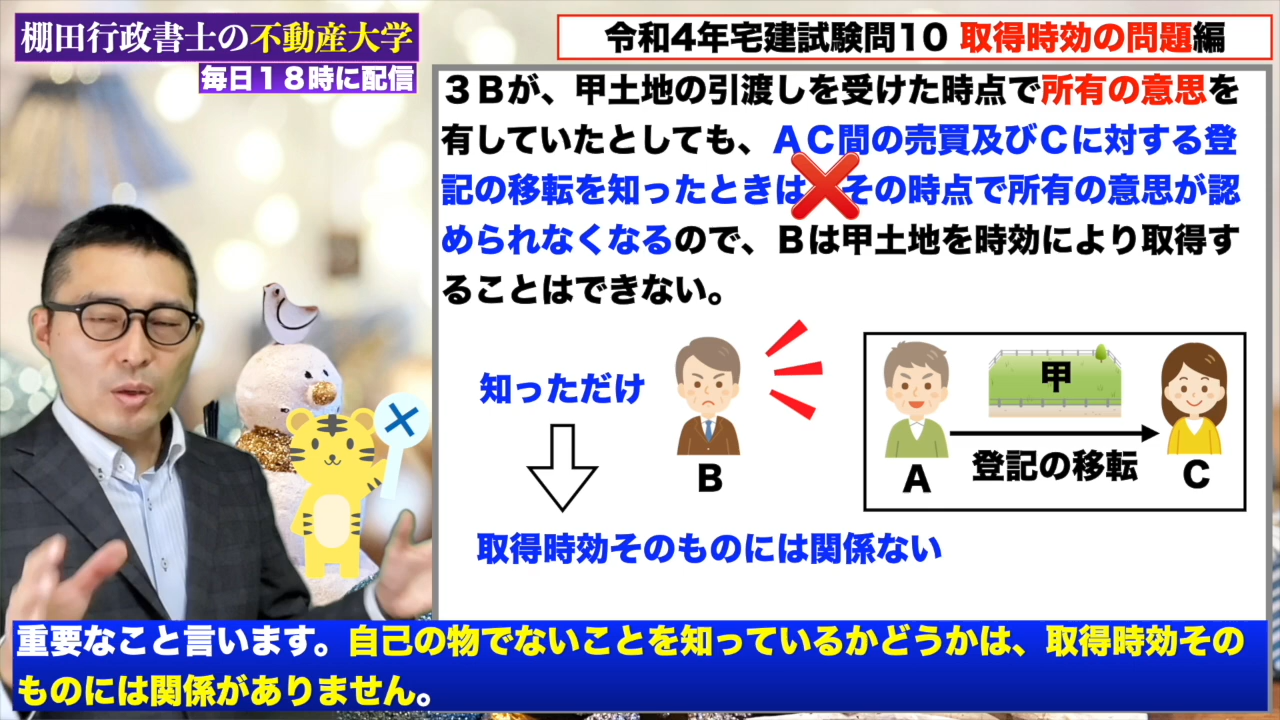 棚田行政書士の不動産大学
毎日１８時に配信
令和4年宅建試験問10 取得時効の問題編
３Ｂが、甲土地の引渡しを受けた時点で所有の意思を
有していたとしても、ＡＣ間の売買及びＣに対する登
記の移転を知ったときは その時点で所有の意思が認
められなくなるので、Ｂは甲土地を時効により取得す
ることはできない。
知っただけ
取得時効そのものには関係ない
B
甲
登記の移転
A
C
重要なこと言います。自己の物でないことを知っているかどうかは、取得時効その
ものには関係がありません。